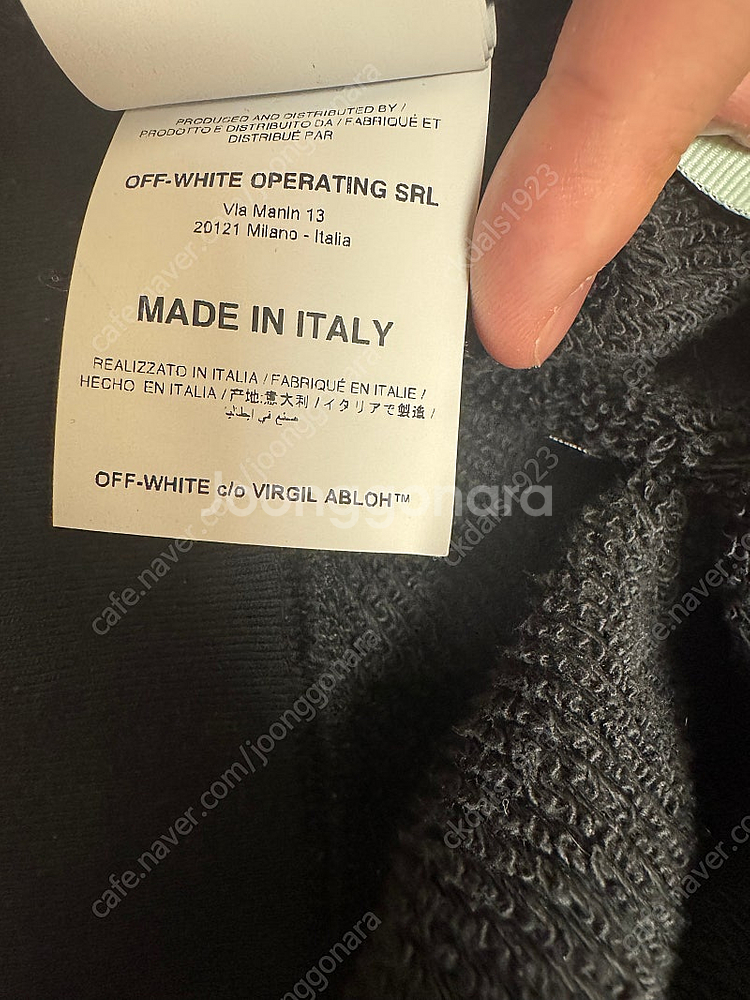 PRODUCED AND DISTRIBUTED BY /
PRODOTTO E DISTRIBUITO DA / FABRIQUÉ ET
DISTRIBUÉ PAR
OFF-WHITE OPERATING SRL
Via Manin 13
20121 Milano - Italia
MADE IN ITALY
REALIZZATO IN ITALIA / FABRIQUÉ EN ITALIE /
HECHO EN ITALIA / 产地:意大利 / イタリアで製造 /
صنع في إيطاليا
OFF-WHITE c/o VIRGIL ABLOH™
Joonggonara
cafe.naver.com/joonggonara
ckdals1923